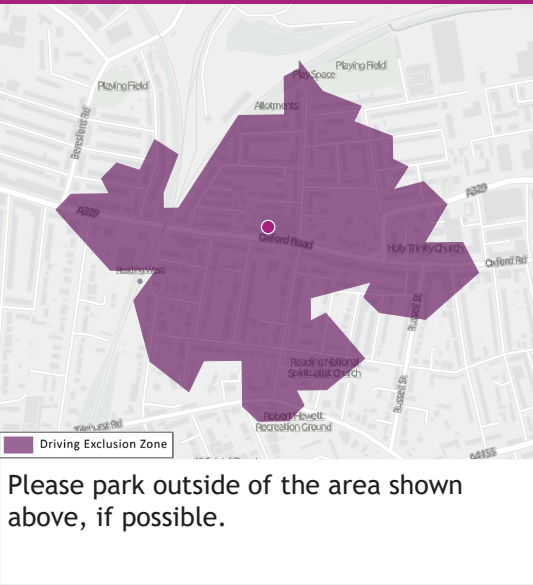 Playing Field
Play Space
Playing Field
Allotments
Beresford Rd
A329
A329
Oxford Road
Holy Trinity Church
Oxford Rd
Reading West
Russell St
Reading National
Spiritualist Church
Russell St
Robert Hewett
Recreation Ground
Tilehurst Rd
A4155
Driving Exclusion Zone
Please park outside of the area shown
above, if possible.